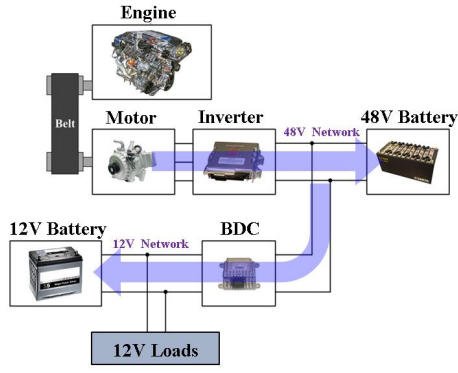 Engine
Belt
Motor
Inverter
48V Network
48V Battery
12V Battery
12V Network
BDC
12V Loads